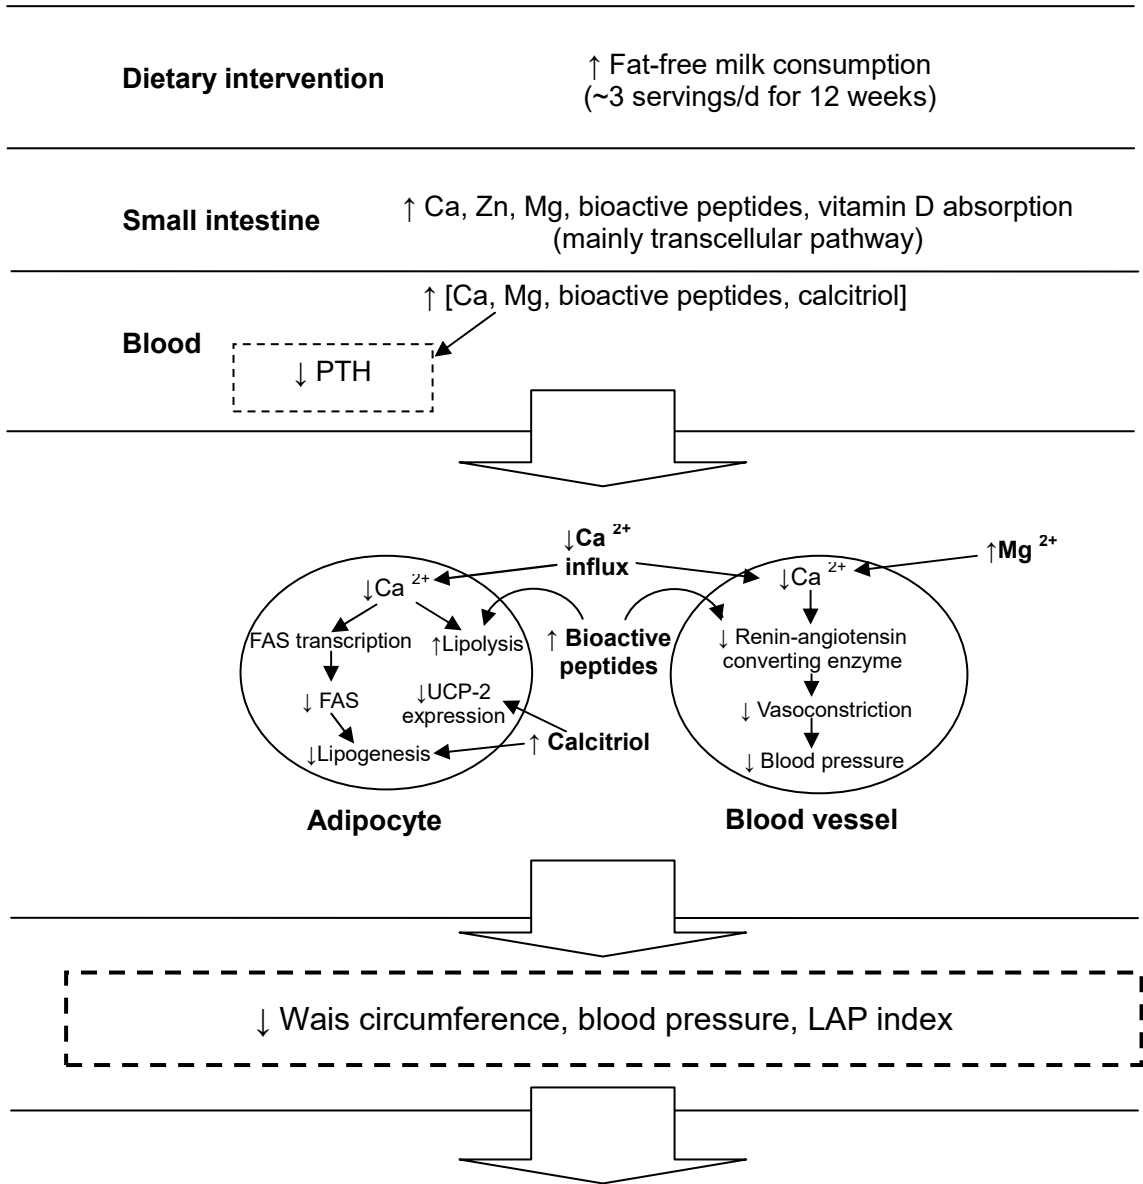 Dietary intervention
↑ Fat-free milk consumption
(~3 servings/d for 12 weeks)
Small intestine
↑ Ca, Zn, Mg, bioactive peptides, vitamin D absorption
(mainly transcellular pathway)
↑ [Ca, Mg, bioactive peptides, calcitriol]
Blood
↓ PTH
↓Ca 2+
influx
↑Mg 2+
↓Ca 2+
FAS transcription
↑Lipolysis
↓ FAS
↓UCP-2
expression
↓Lipogenesis
↑ Bioactive
peptides
↑ Calcitriol
↓Ca 2+
↓ Renin-angiotensin
converting enzyme
↓ Vasoconstriction
↓ Blood pressure
Adipocyte
Blood vessel
↓ Wais circumference, blood pressure, LAP index